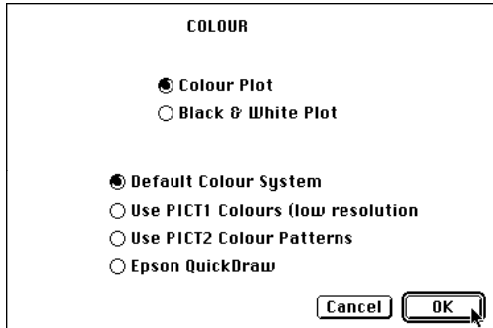 COLOUR
Colour Plot
Black & White Plot
Default Colour System
Use PICT1 Colours (low resolution
Use PICT2 Colour Patterns
Epson QuickDraw
Cancel OK